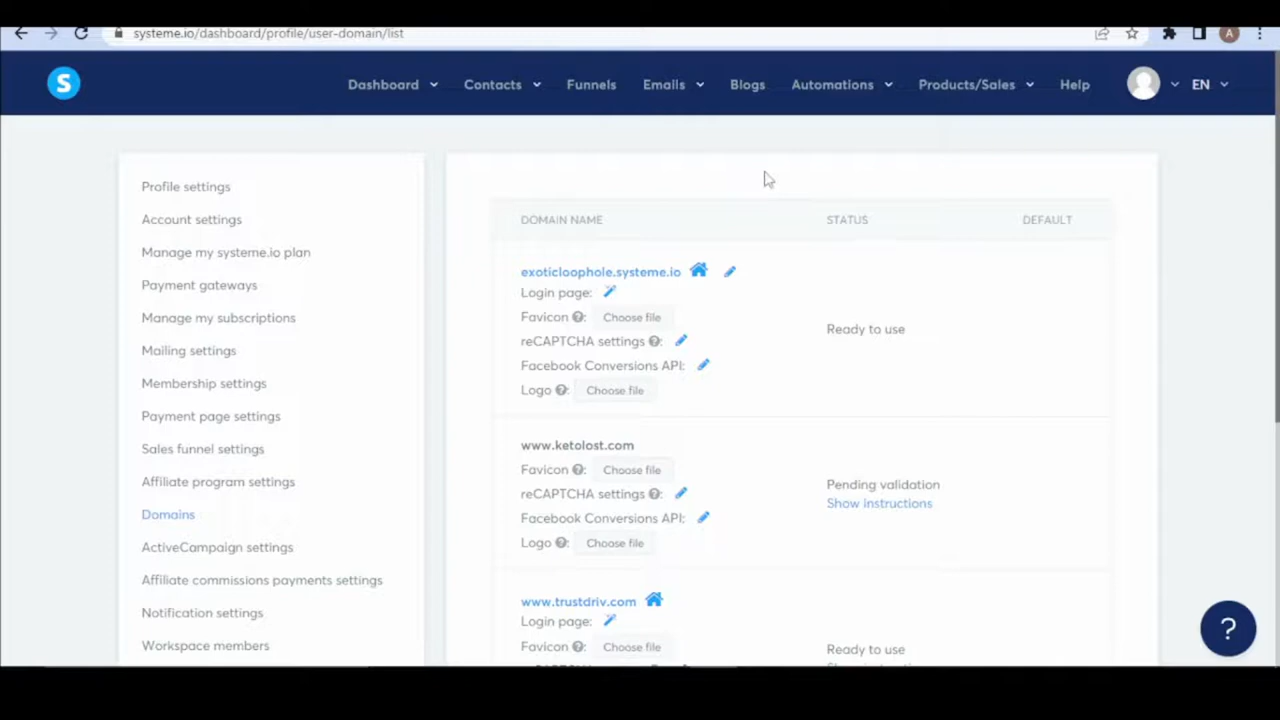 systeme.io/dashboard/profile/user-domain/list
A
S
Dashboard Contacts Funnels Emails Blogs Automations Products/Sales Help EN
Profile settings
Account settings
Manage my systeme.io plan
Payment gateways
Manage my subscriptions
Mailing settings
Membership settings
Payment page settings
Sales funnel settings
Affiliate program settings
Domains
ActiveCampaign settings
Affiliate commissions payments settings
Notification settings
Workspace members
DOMAIN NAME STATUS DEFAULT
exoticloophole.systeme.io
Login page:
Favicon ?: Choose file
Ready to use
reCAPTCHA settings ?:
Facebook Conversions API:
Logo ?: Choose file
www.ketolost.com
Favicon ?: Choose file
Pending validation
reCAPTCHA settings ?:
Show instructions
Facebook Conversions API:
Logo ?: Choose file
www.trustdriv.com
Login page:
Favicon ?: Choose file
Ready to use
?